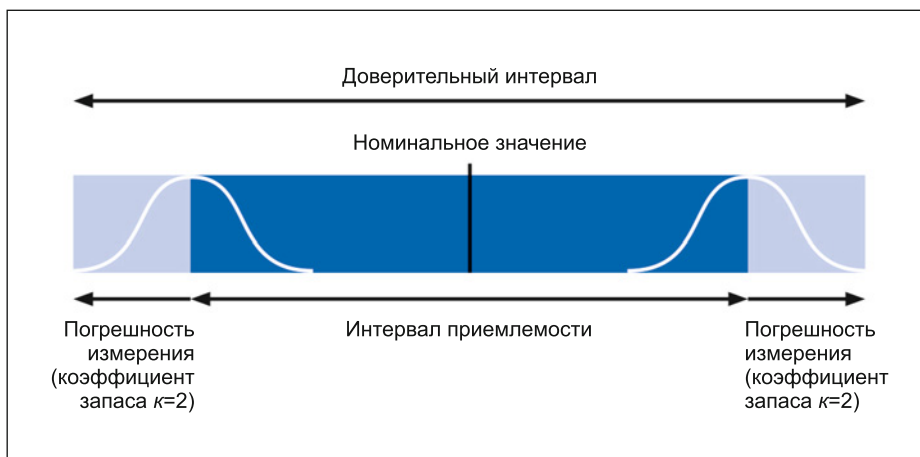 Доверительный интервал
Номинальное значение
Погрешность
измерения
(коэффициент
запаса к=2)
Интервал приемлемости
Погрешность
измерения
(коэффициент
запаса к=2)